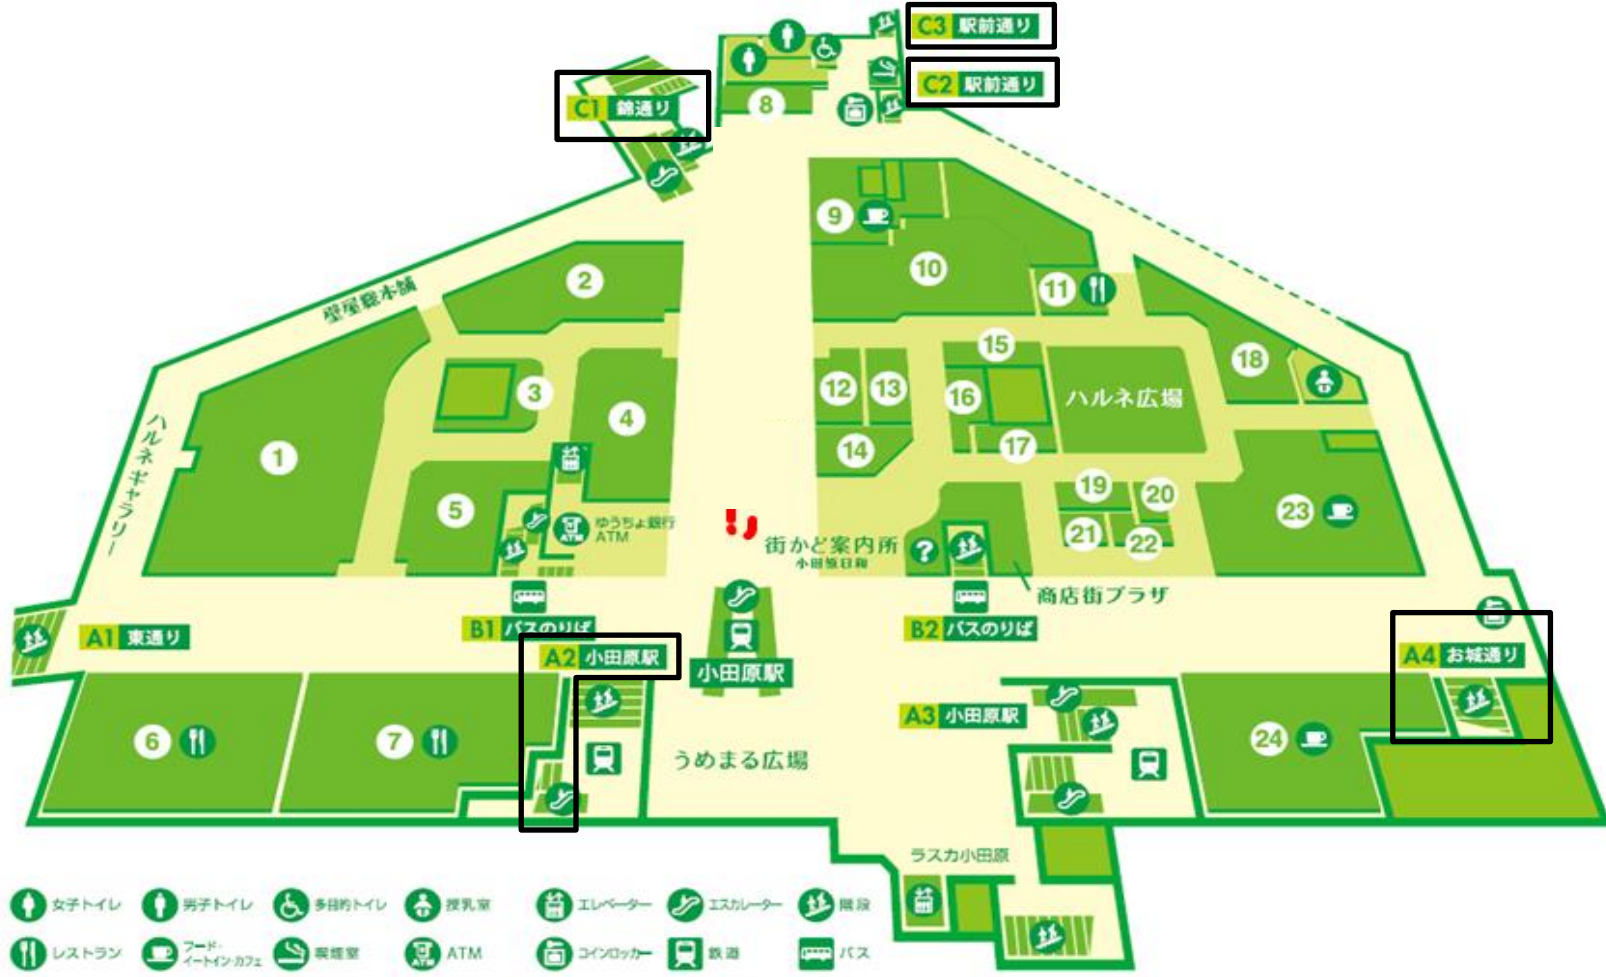 C3 駅前通り
C2 駅前通り
C1 錦通り
8
9
10
11
2
壁屋総本舗
3
4
1
ハルネギャラリー
5
12
13
14
15
16
17
ハルネ広場
18
19
20
21
22
23
ゆうちょ銀行
ATM
ATM
街かど案内所
小田原日和
?
商店街プラザ
A1 東通り
B1 バスのりば
A2 小田原駅
小田原駅
B2 バスのりば
A3 小田原駅
A4 お城通り
6
7
うめまる広場
24
ラスカ小田原
女子トイレ
男子トイレ
多目的トイレ
授乳室
エレベーター
エスカレーター
階段
レストラン
フード・
イートイン・カフェ
喫煙室
ATM
ATM
コインロッカー
鉄道
バス